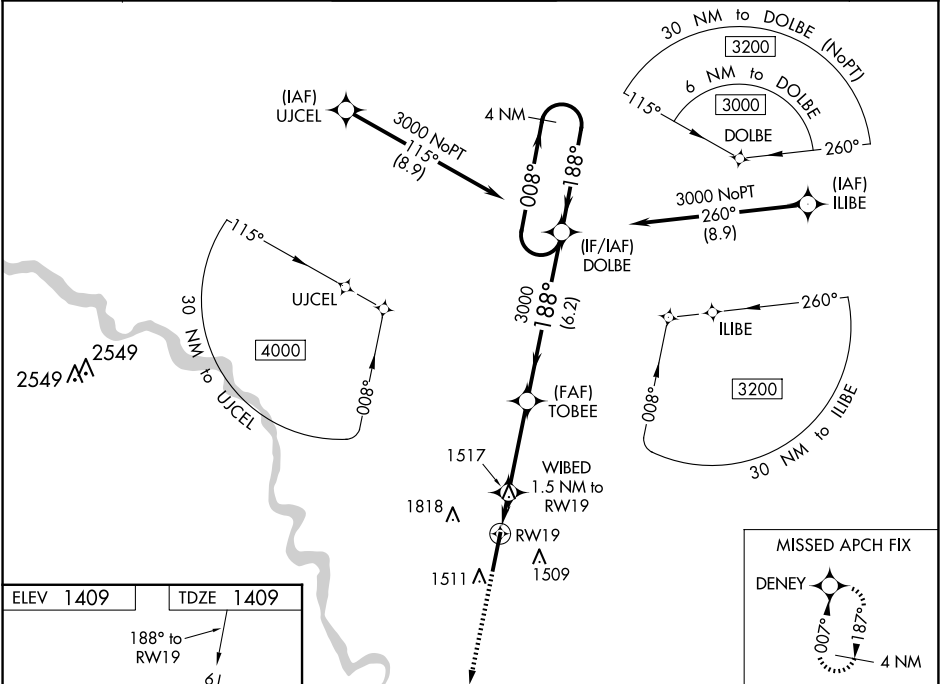 30 NM to DOLBE (NoPT)
3200
6 NM to DOLBE
3000
115°
DOLBE
260°
(IAF)
UJCEL
3000 NoPT
115°
(8.9)
4 NM
008°
188°
(IF/IAF)
DOLBE
3000 NoPT
260°
(8.9)
(IAF)
ILIBE
115°
UJCEL
30 NM to UJCEL
4000
008°
3000
188°
(6.2)
260°
ILIBE
008°
3200
30 NM to ILIBE
2549
2549
(FAF)
TOBEE
1517
WIBED
1.5 NM to
RW19
1818
RW19
1511
1509
MISSED APCH FIX
DENEY
007°
187°
4 NM
ELEV 1409
TDZE 1409
188° to
RW19